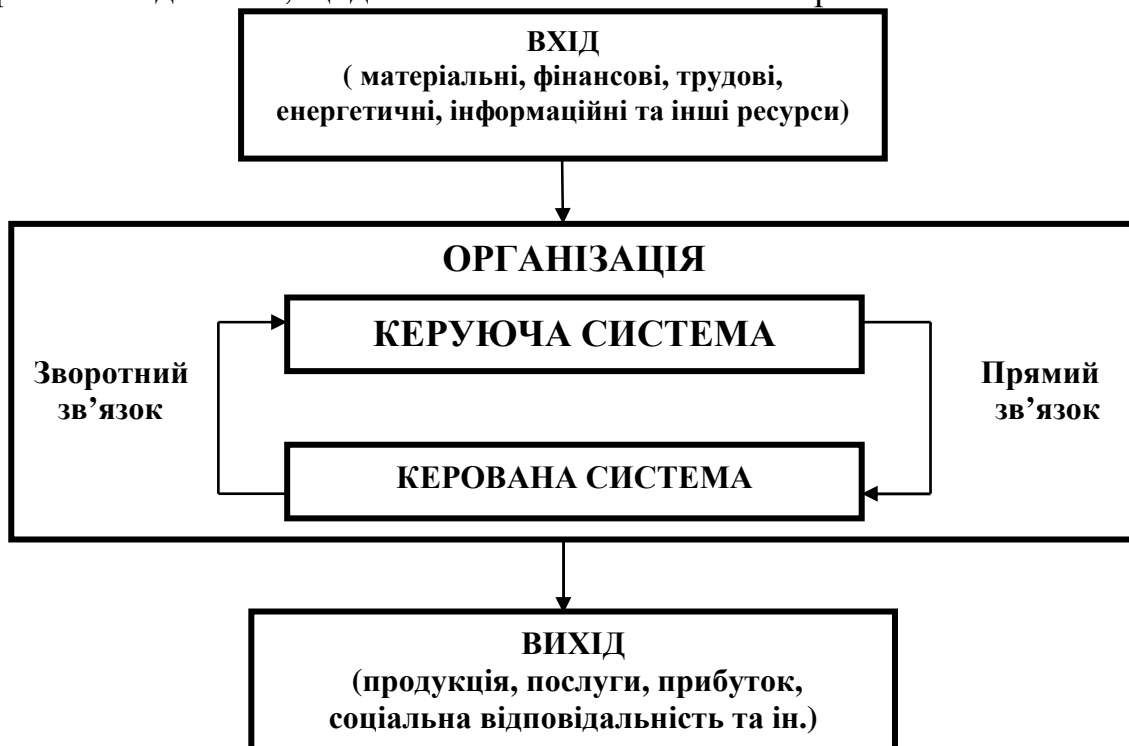 ВХІД
( матеріальні, фінансові, трудові,
енергетичні, інформаційні та інші ресурси)
ОРГАНІЗАЦІЯ
КЕРУЮЧА СИСТЕМА
Зворотний
зв’язок
Прямий
зв’язок
КЕРОВАНА СИСТЕМА
ВИХІД
(продукція, послуги, прибуток,
соціальна відповідальність та ін.)